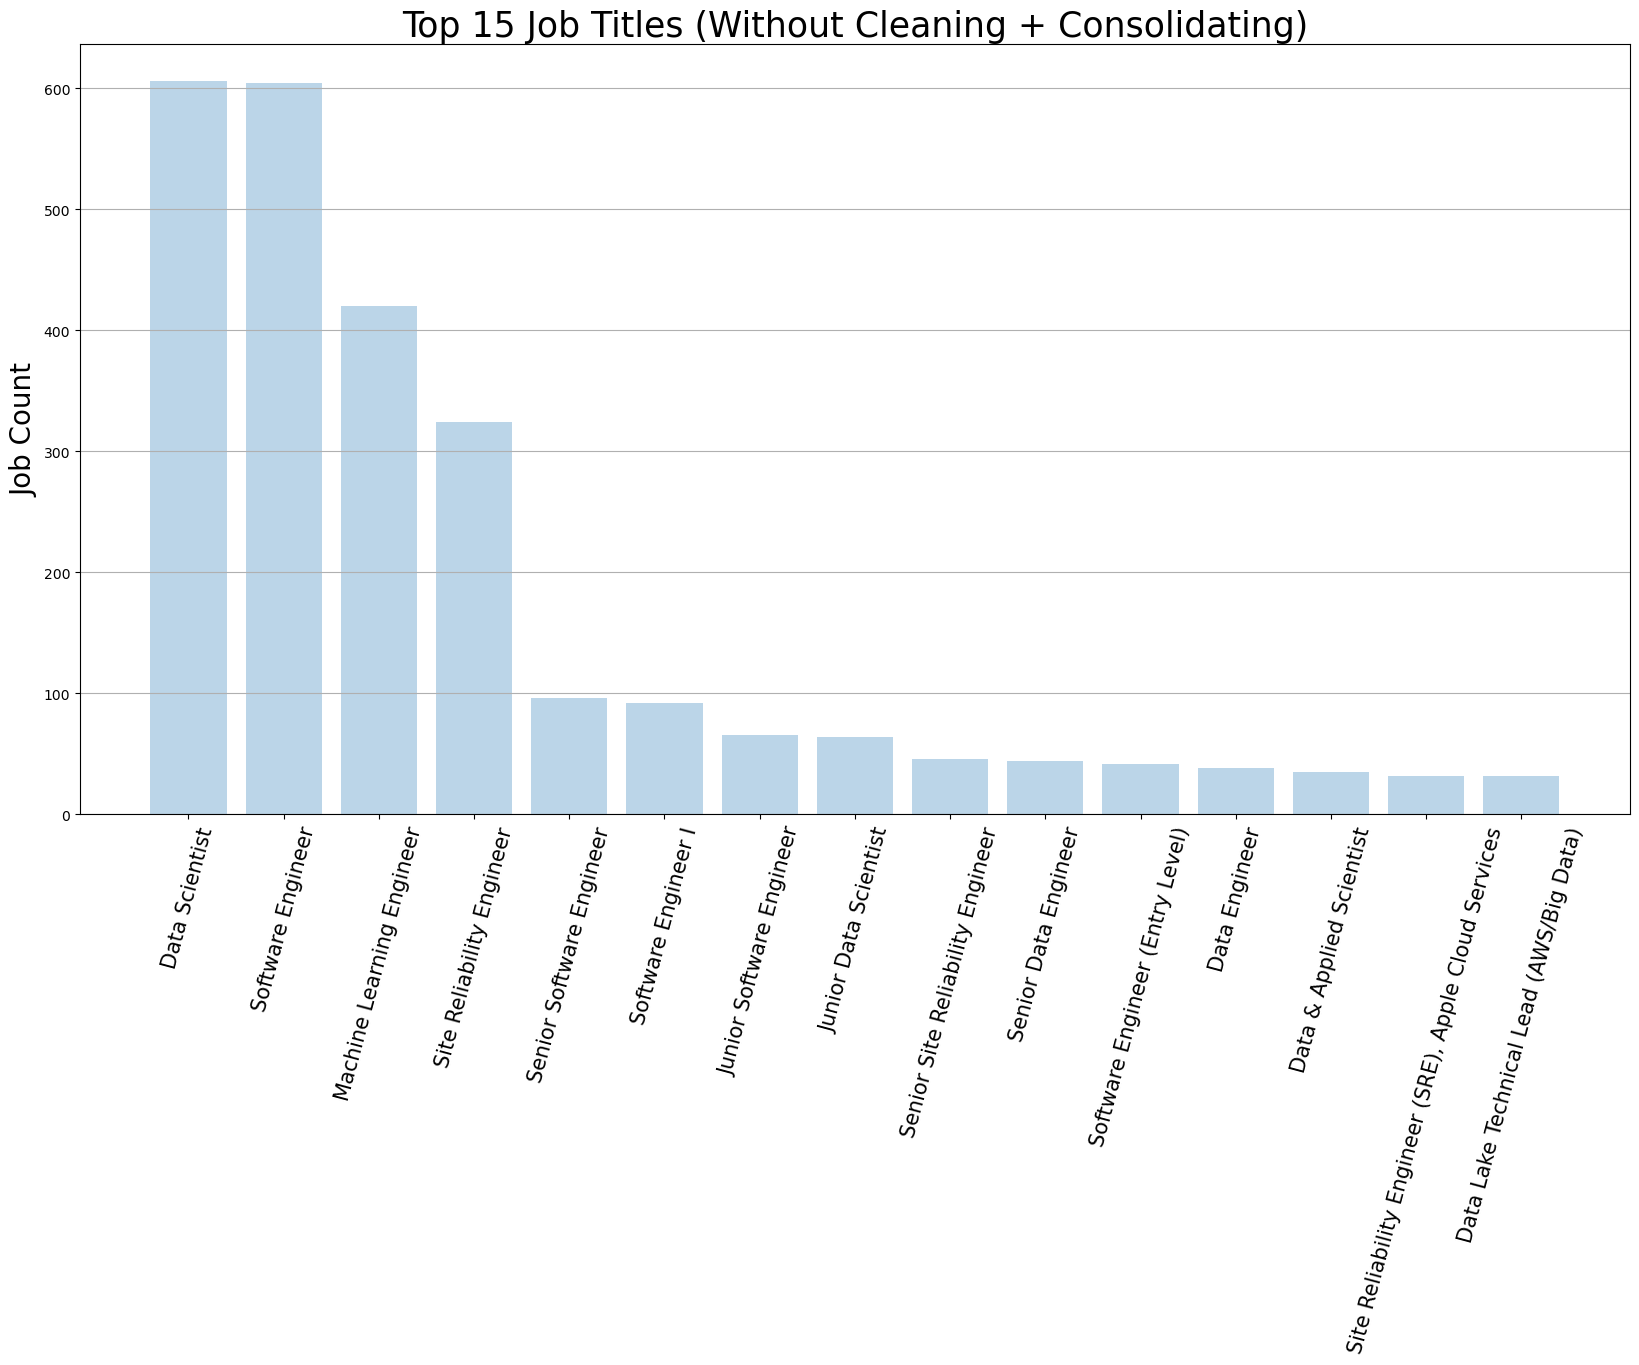 Top 15 Job Titles (Without Cleaning + Consolidating)
Job Count
600
500
400
300
200
100
0
Data Scientist
Software Engineer
Machine Learning Engineer
Site Reliability Engineer
Senior Software Engineer
Software Engineer I
Junior Software Engineer
Junior Data Scientist
Senior Site Reliability Engineer
Senior Data Engineer
Software Engineer (Entry Level)
Data Engineer
Data & Applied Scientist
Site Reliability Engineer (SRE), Apple Cloud Services
Data Lake Technical Lead (AWS/Big Data)